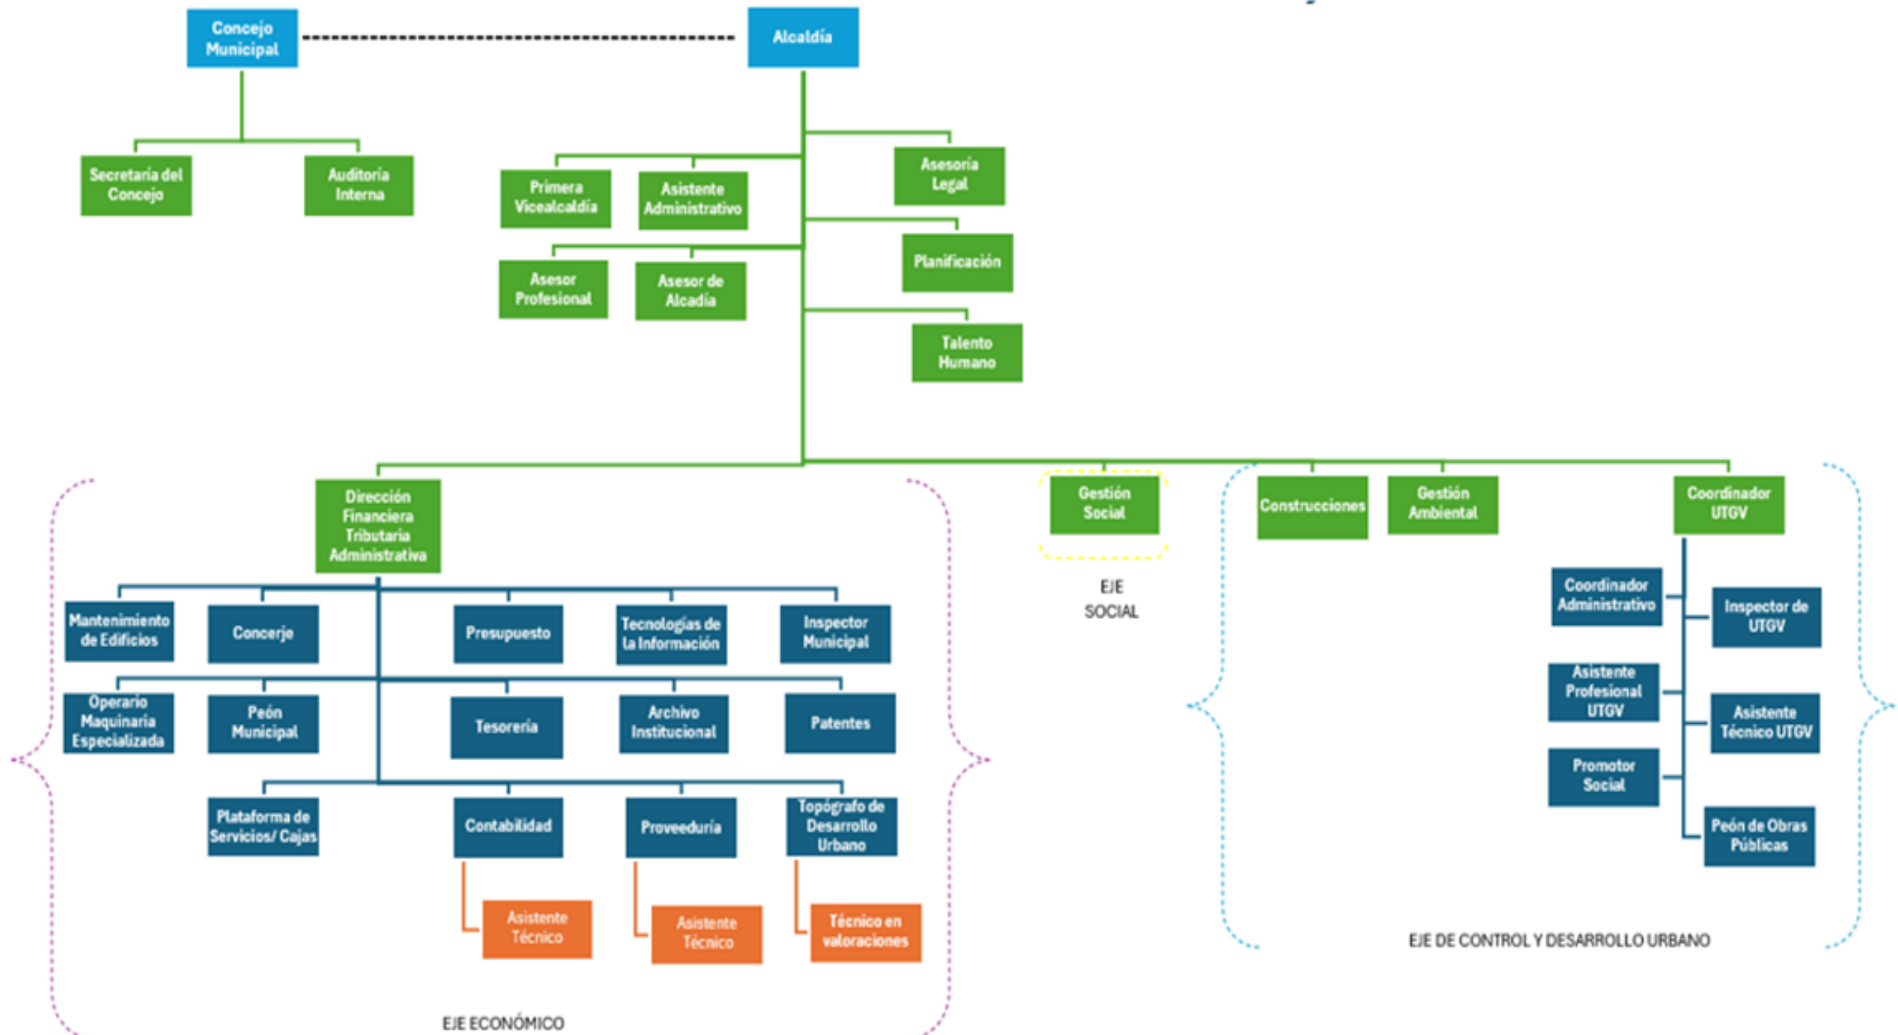 Concejo
Municipal
Alcaldía
Secretaría del
Concejo
Auditoría
Interna
Primera
Vicealcaldía
Asistente
Administrativo
Asesoría
Legal
Asesor
Profesional
Asesor de
Alcadía
Planificación
Talento
Humano
Dirección
Financiera
Tributaria
Administrativa
Gestión
Social
Construcciones
Gestión
Ambiental
Coordinador
UTGV
EJE
SOCIAL
Mantenimiento
de Edificios
Concerje
Presupuesto
Tecnologías de
la Información
Inspector
Municipal
Operario
Maquinaria
Especializada
Peón
Municipal
Tesorería
Archivo
Institucional
Patentes
Plataforma de
Servicios/ Cajas
Contabilidad
Proveeduría
Topógrafo de
Desarrollo
Urbano
Asistente
Técnico
Asistente
Técnico
Técnico en
valoraciones
EJE ECONÓMICO
Coordinador
Administrativo
Inspector de
UTGV
Asistente
Profesional
UTGV
Asistente
Técnico UTGV
Promotor
Social
Peón de Obras
Públicas
EJE DE CONTROL Y DESARROLLO URBANO